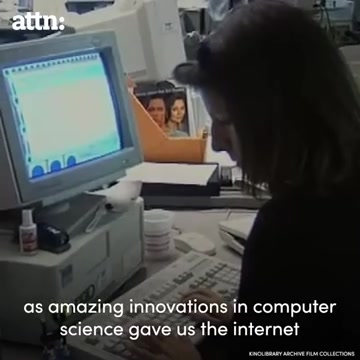 attn:
as amazing innovations in computer
science gave us the internet
KINOLIBRARY ARCHIVE FILM COLLECTIONS